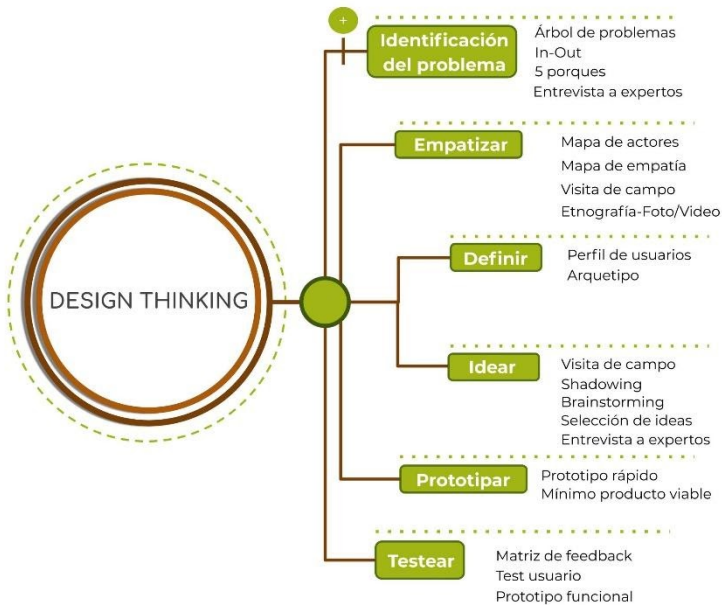 +
Identificación
del problema
Árbol de problemas
In-Out
5 porques
Entrevista a expertos
Empatizar
Mapa de actores
Mapa de empatía
Visita de campo
Etnografía-Foto/Video
DESIGN THINKING
Definir
Perfil de usuarios
Arquetipo
Idear
Visita de campo
Shadowing
Brainstorming
Selección de ideas
Entrevista a expertos
Prototipar
Prototipo rápido
Mínimo producto viable
Testear
Matriz de feedback
Test usuario
Prototipo funcional